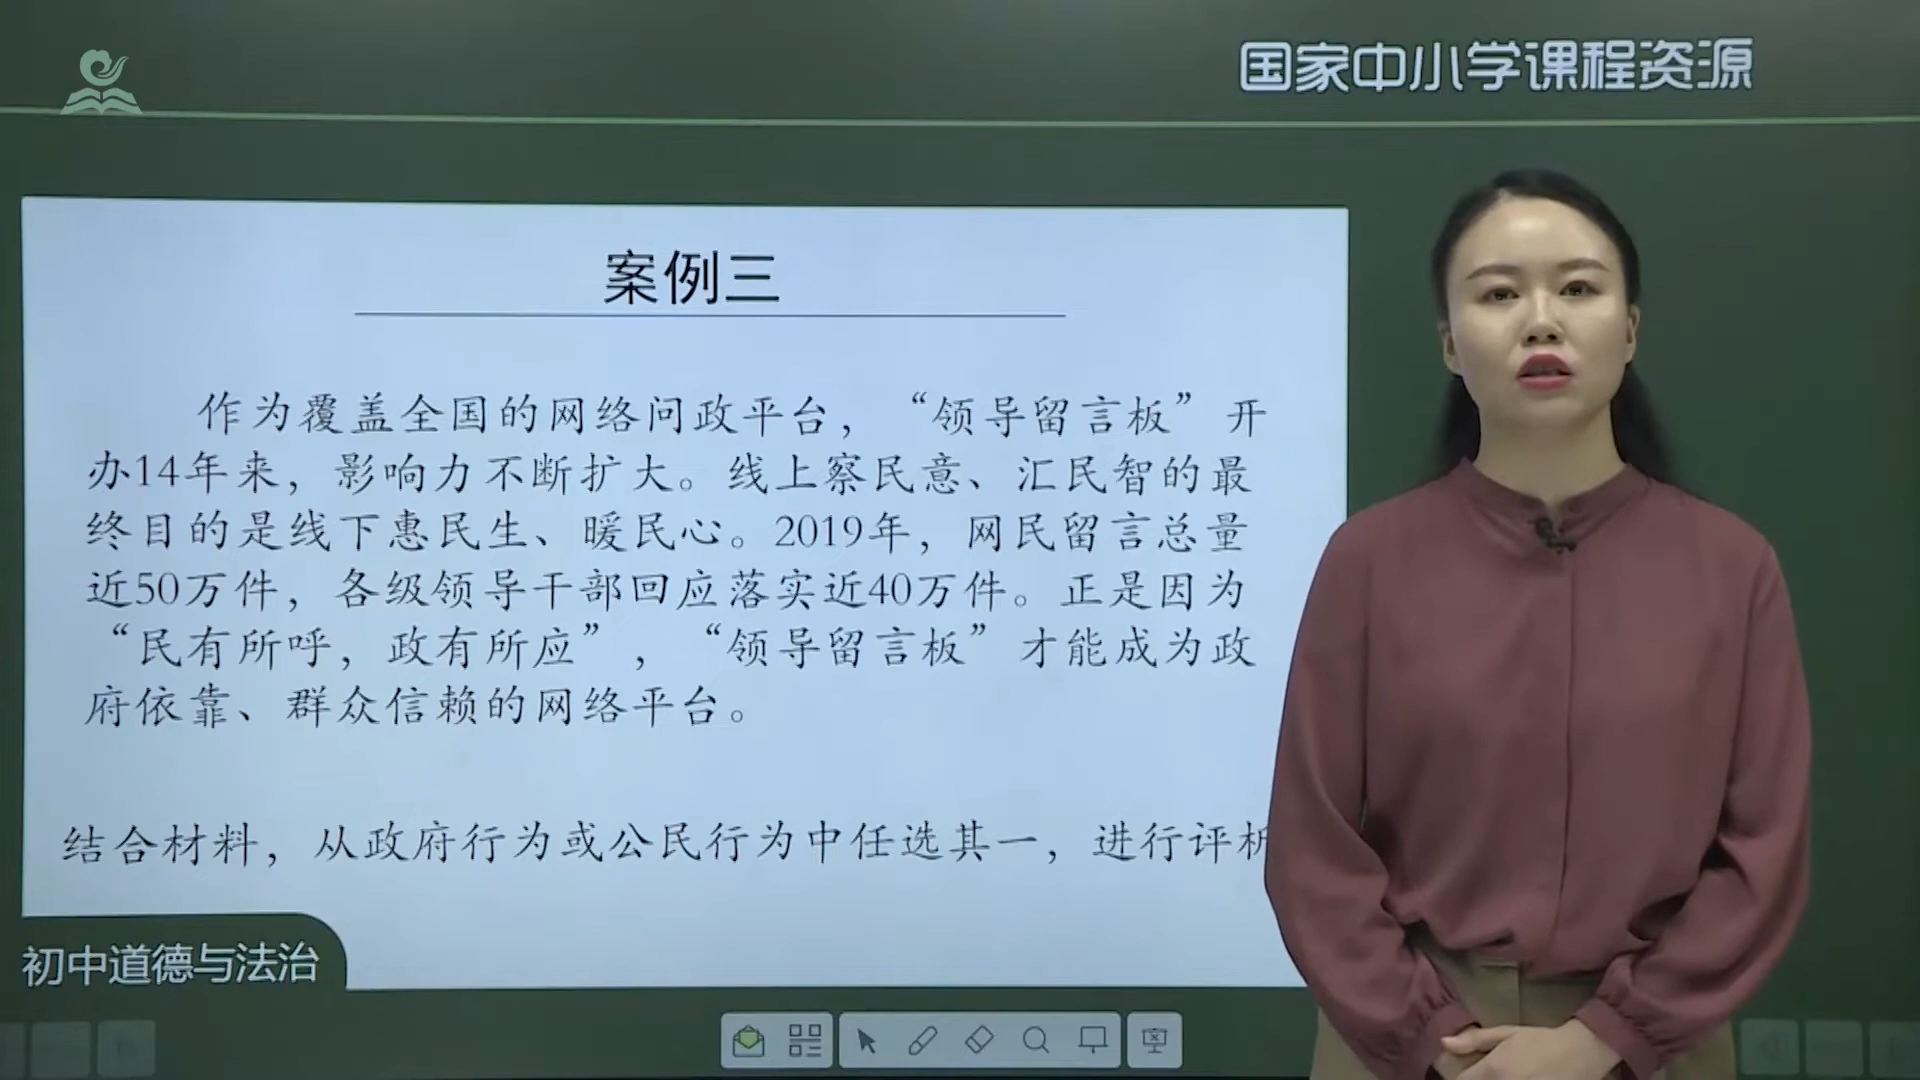 国家中小学课程资源
案例三
作为覆盖全国的网络问政平台，“领导留言板”开
办14年来，影响力不断扩大。线上察民意、汇民智的最
终目的是线下惠民生、暖民心。2019年，网民留言总量
近50万件，各级领导干部回应落实近40万件。正是因为
“民有所呼，政有所应”，“领导留言板”才能成为政
府依靠、群众信赖的网络平台。
结合材料，从政府行为或公民行为中任选其一，进行评析
初中道德与法治